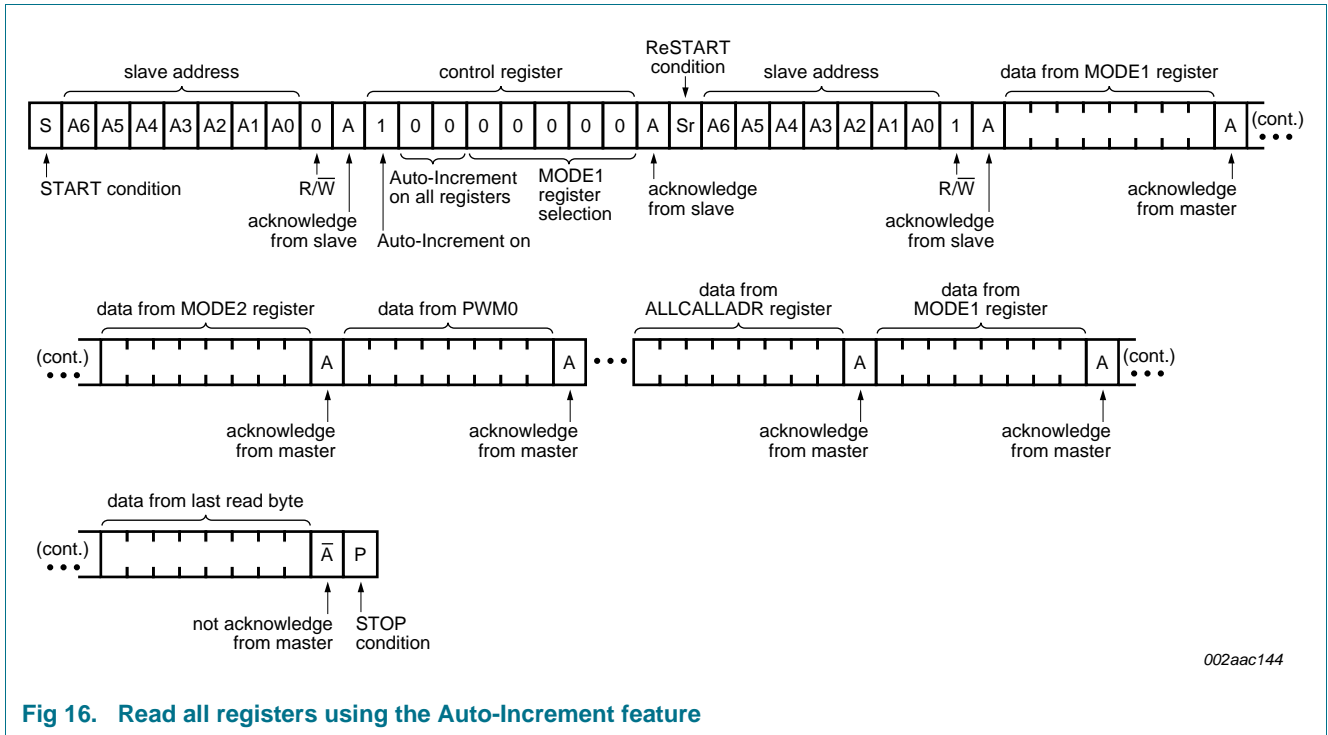 ReSTART
condition
slave address
control register
slave address
data from MODE1 register
S A6 A5 A4 A3 A2 A1 A0 0 A 1 0 0 0 0 0 0 0 A Sr A6 A5 A4 A3 A2 A1 A0 1 A A (cont.)
START condition
R/W̅
acknowledge
from slave
Auto-Increment on
Auto-Increment
on all registers
MODE1
register
selection
acknowledge
from slave
R/W̅
acknowledge
from slave
acknowledge
from master
data from MODE2 register
data from PWM0
data from
ALLCALLADR register
data from
MODE1 register
(cont.) A A A A (cont.)
acknowledge
from master
acknowledge
from master
acknowledge
from master
acknowledge
from master
data from last read byte
(cont.) A̅ P
not acknowledge
from master
STOP
condition
002aac144
Fig 16. Read all registers using the Auto-Increment feature